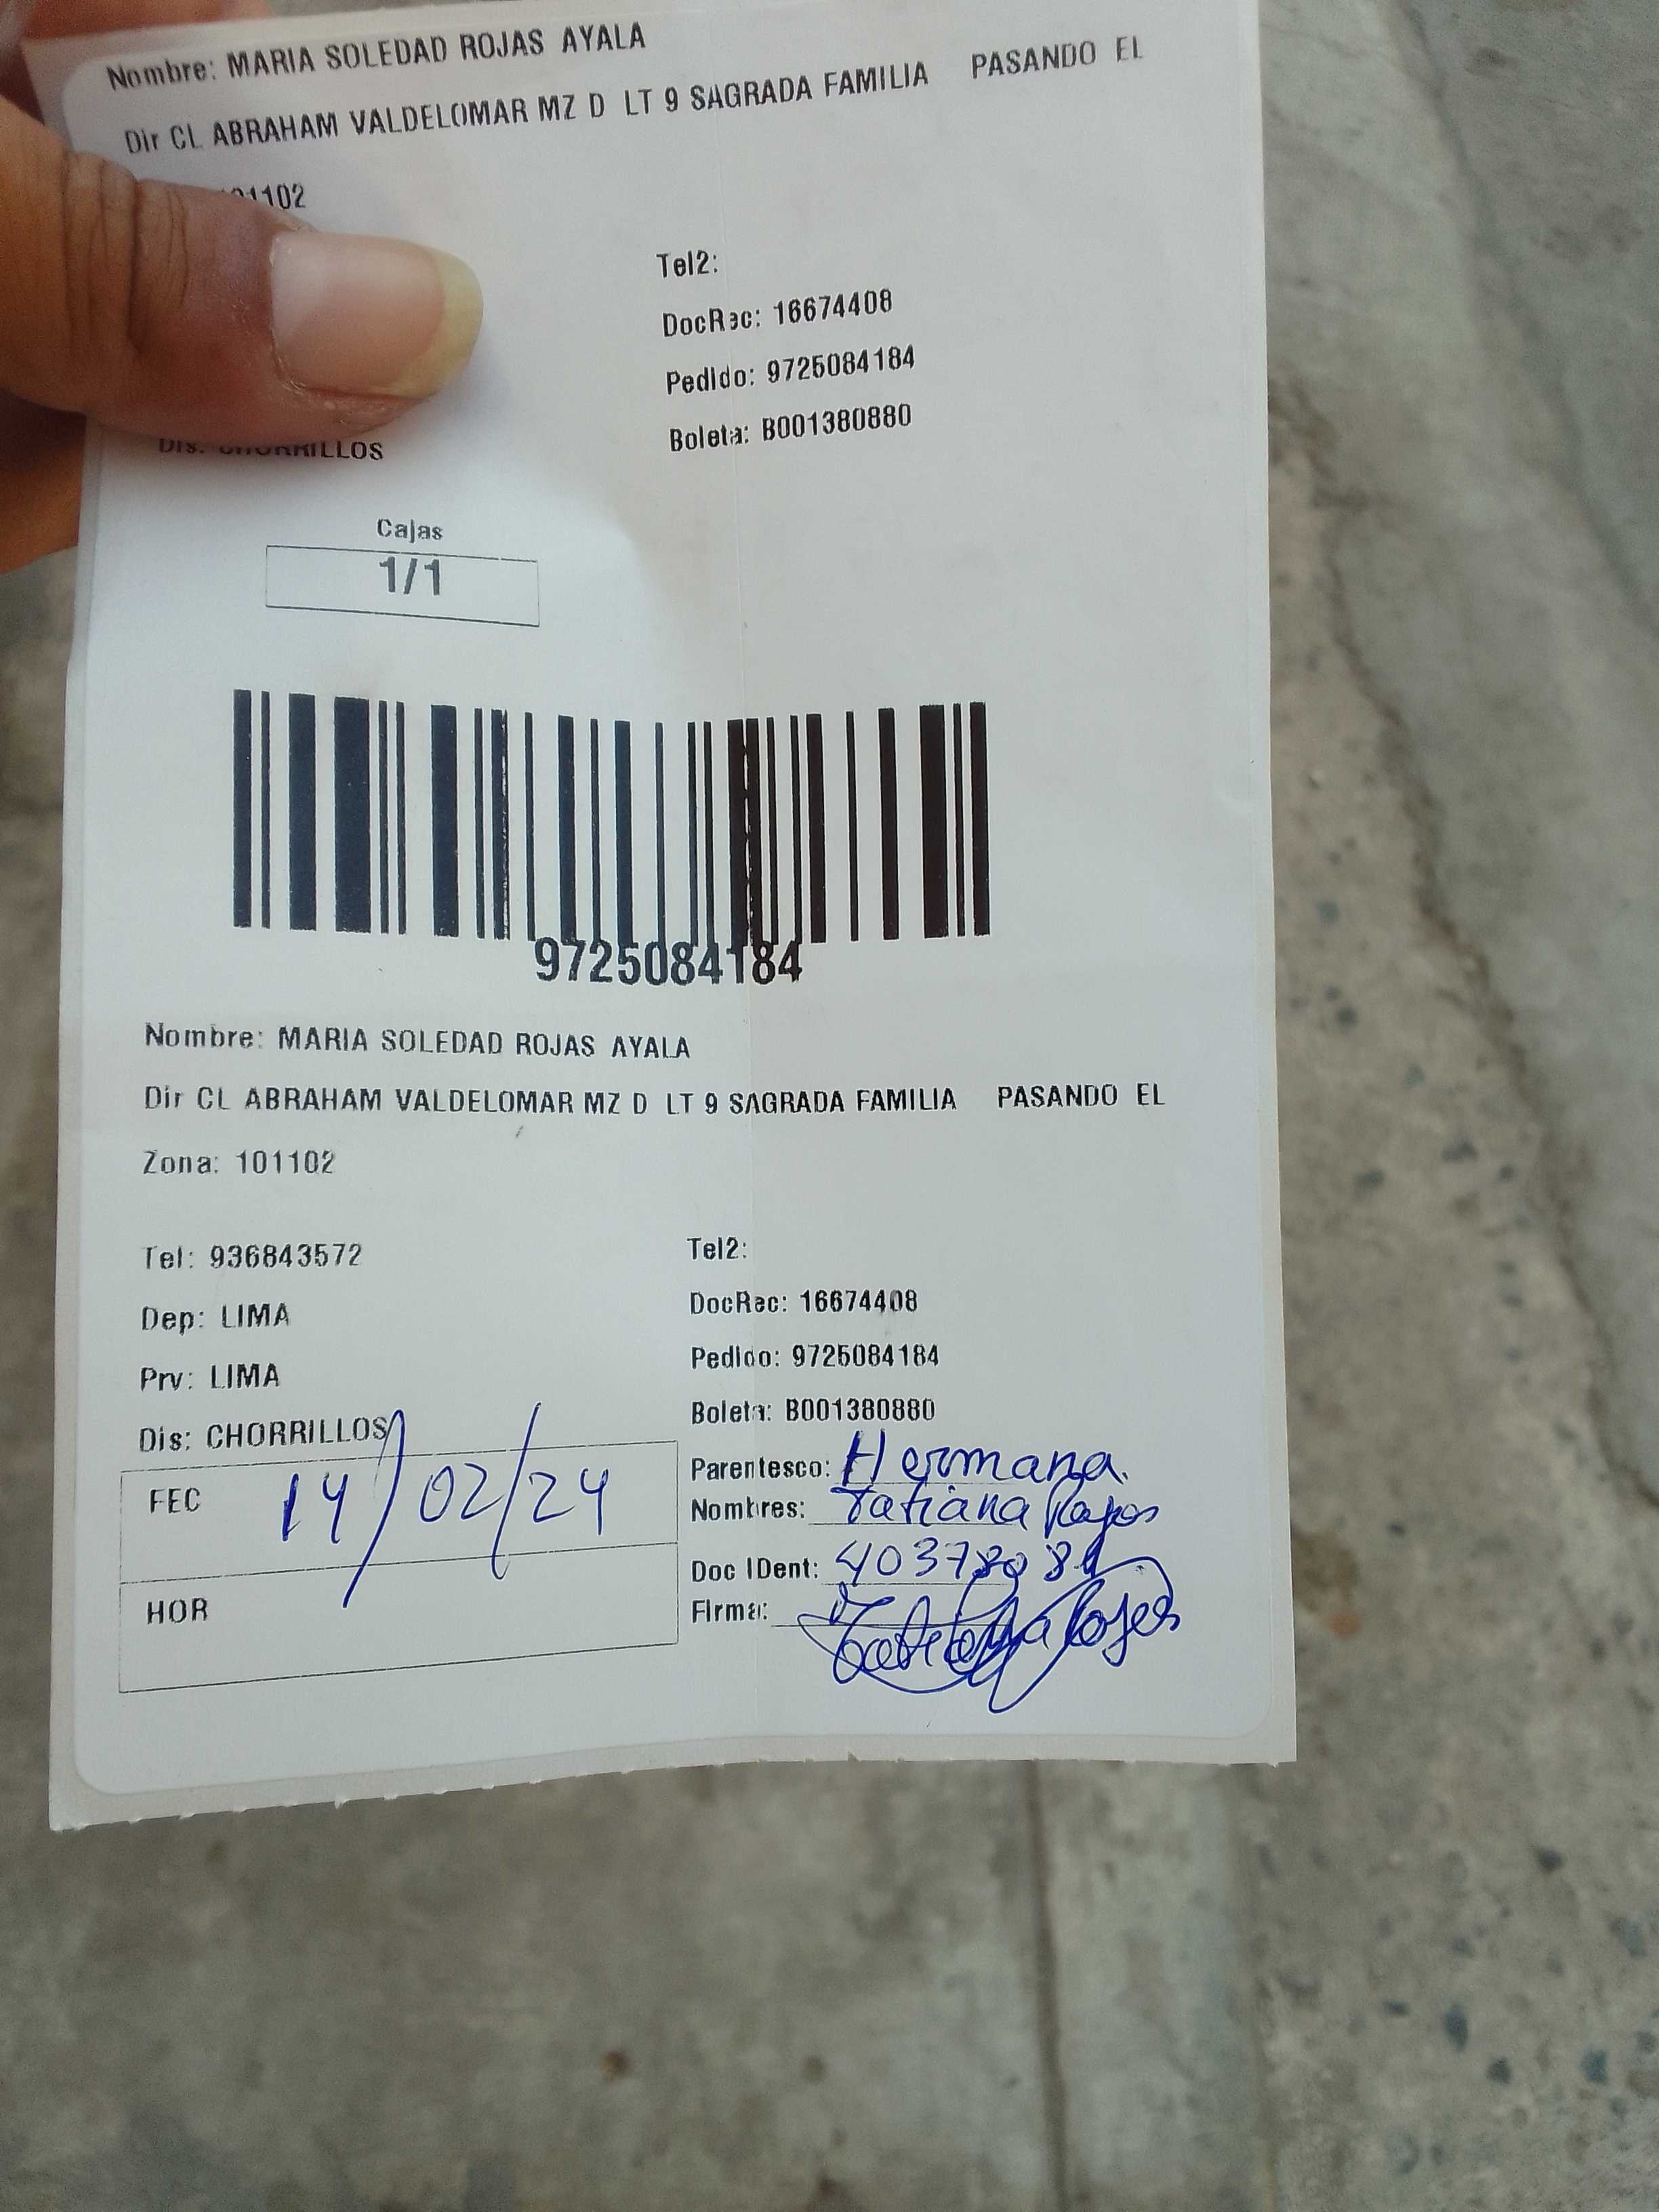 Nombre: MARIA SOLEDAD ROJAS AYALA
Dir CL ABRAHAM VALDELOMAR MZ D LT 9 SAGRADA FAMILIA PASANDO EL
1102
Tel2:
DocRec: 16674408
Pedido: 9725084184
Boleta: B001380880
Dis: CHORRILLOS
Cajas
1/1
9725084184
Nombre: MARIA SOLEDAD ROJAS AYALA
Dir CL ABRAHAM VALDELOMAR MZ D LT 9 SAGRADA FAMILIA PASANDO EL
Zona: 101102
Tel: 936843572
Dep: LIMA
Prv: LIMA
Dis: CHORRILLOS
Tel2:
DocRec: 16674408
Pedido: 9725084184
Boleta: B001380880
FEC 14/02/24
HOR
Parentesco: Hermana.
Nombres: Tatiana Rojas
Doc IDent:
Firma: Tatiana Rojas